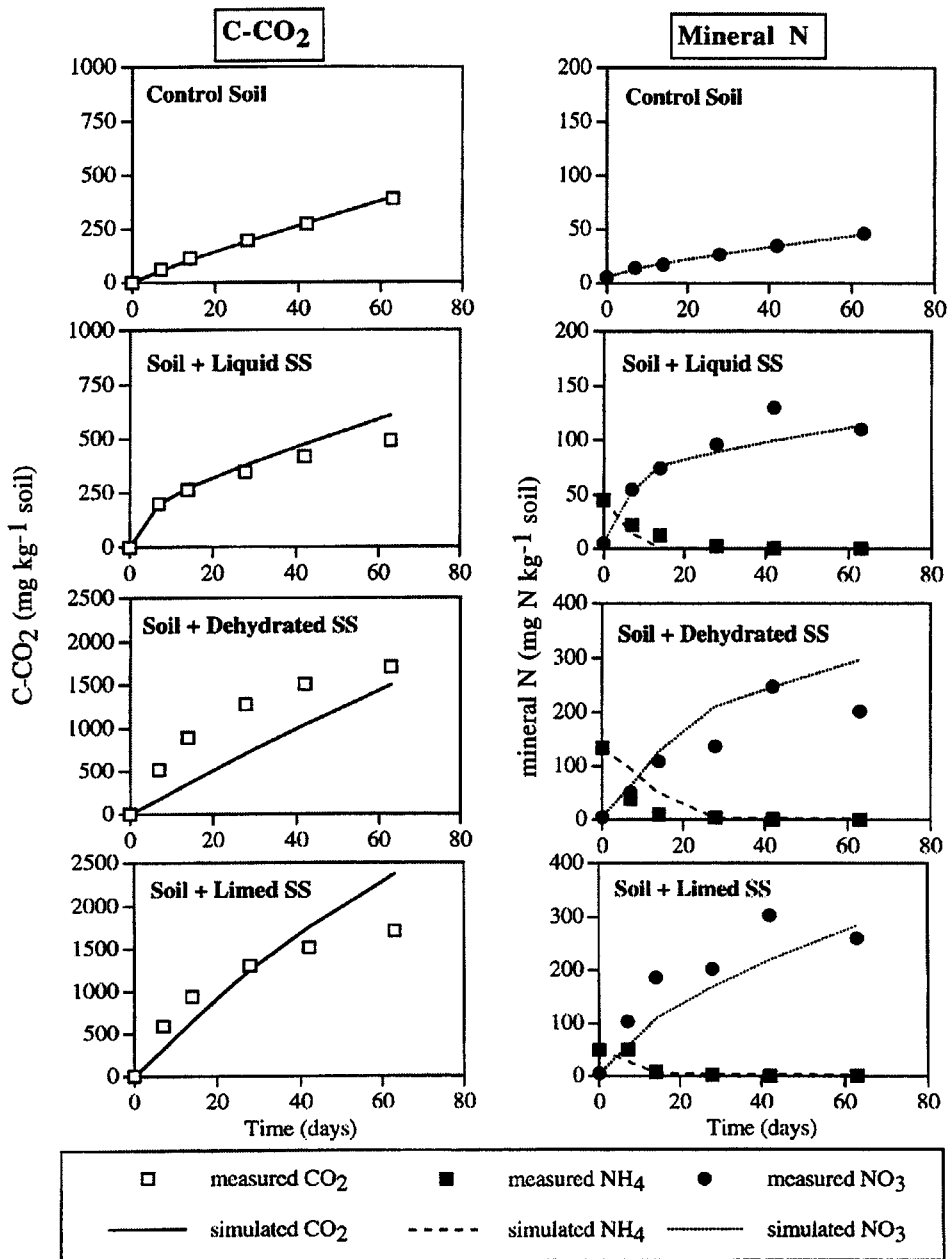 C-CO₂
Mineral N
1000
750
500
250
0
Control Soil
0 20 40 60 80
200
150
100
50
0
Control Soil
0 20 40 60 80
1000
750
500
250
0
Soil + Liquid SS
0 20 40 60 80
200
150
100
50
0
Soil + Liquid SS
0 20 40 60 80
C-CO₂ (mg kg⁻¹ soil)
mineral N (mg N kg⁻¹ soil)
2500
2000
1500
1000
500
0
Soil + Dehydrated SS
0 20 40 60 80
400
300
200
100
0
Soil + Dehydrated SS
0 20 40 60 80
2500
2000
1500
1000
500
0
Soil + Limed SS
0 20 40 60 80
Time (days)
400
300
200
100
0
Soil + Limed SS
0 20 40 60 80
Time (days)
measured CO₂ measured NH₄ measured NO₃
simulated CO₂ simulated NH₄ simulated NO₃